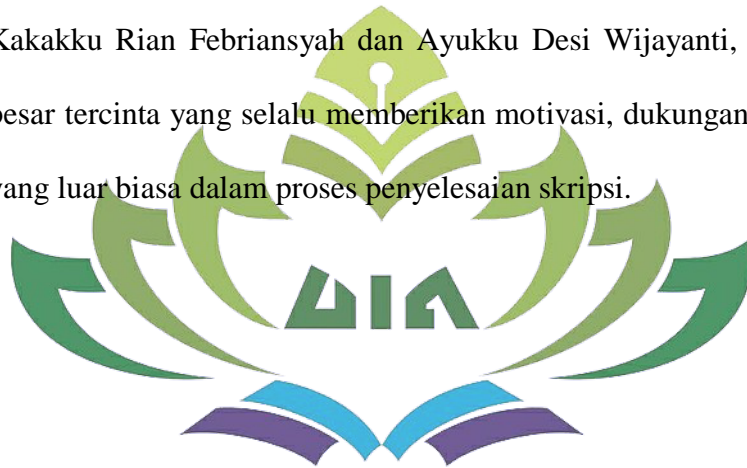 Kakakku Rian Febriansyah dan Ayukku Desi Wijayanti,
besar tercinta yang selalu memberikan motivasi, dukungan
yang luar biasa dalam proses penyelesaian skripsi.
UIN